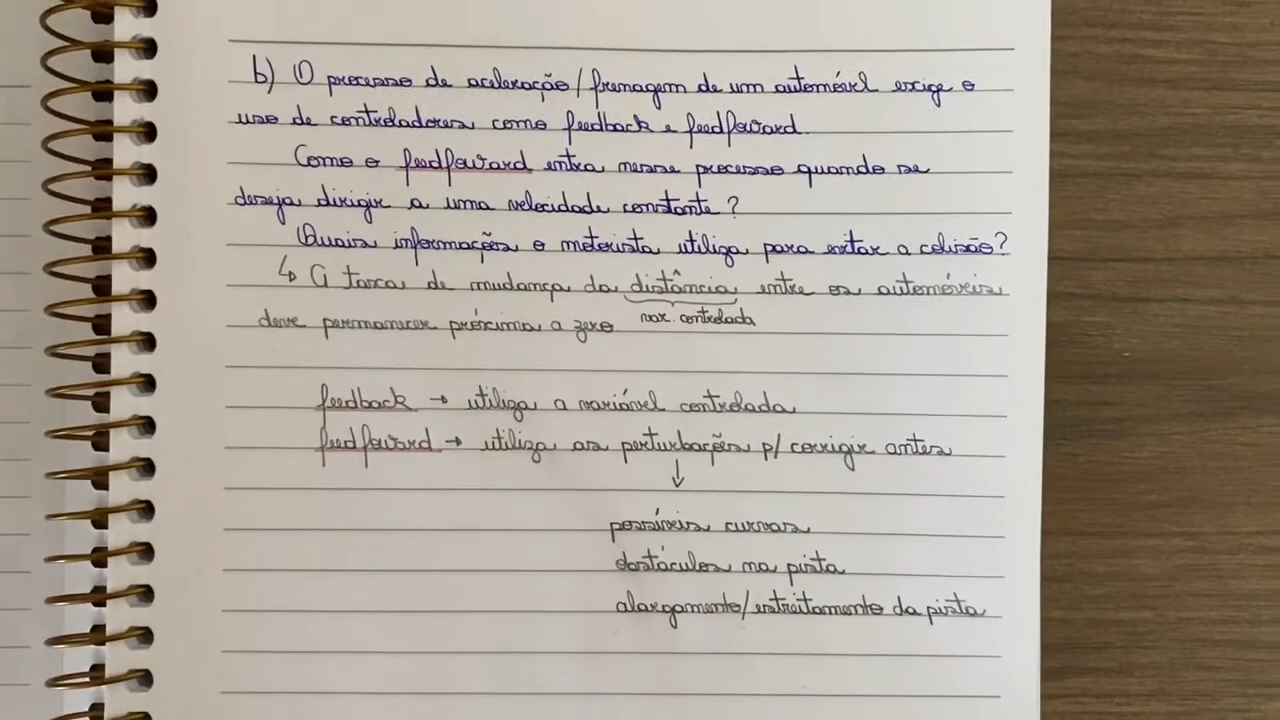 b) O processo de aceleração/frenagem de um automóvel exige o
uso de controladores como feedback e feedfoward.
Como o feedfoward entra nesse processo quando se
deseja dirigir a uma velocidade constante?
Quais informações o motorista utiliza para evitar a colisão?
↳ A taxa de mudança da distância entre os automóveis
var. controlada
deve permanecer próxima a zero
feedback → utiliza a variável controlada
feedfoward → utiliza as perturbações p/ corrigir antes
↓
possíveis curvas
obstáculos na pista
alargamento/estreitamento da pista